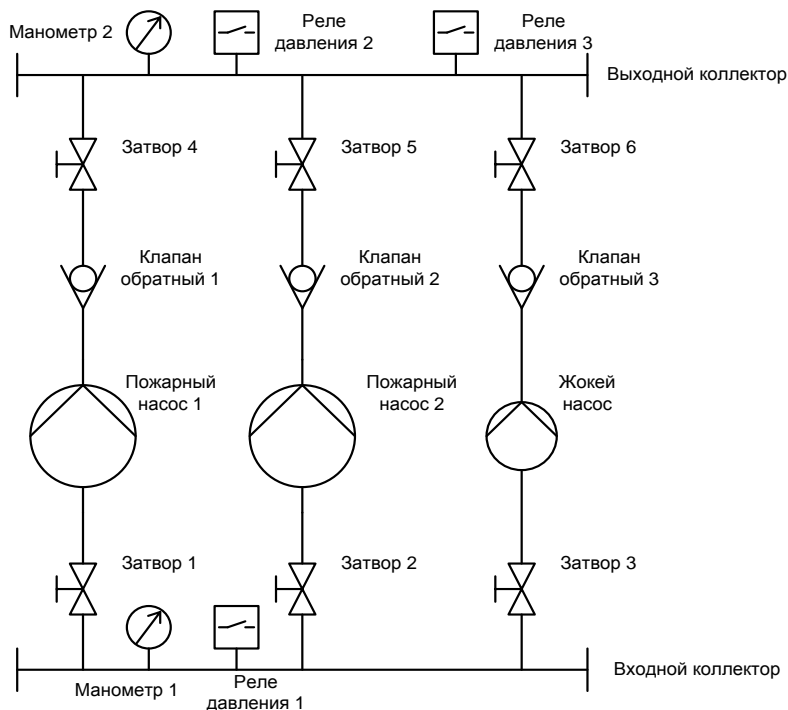 Манометр 2
Реле
давления 2
Реле
давления 3
Выходной коллектор
Затвор 4
Затвор 5
Затвор 6
Клапан
обратный 1
Клапан
обратный 2
Клапан
обратный 3
Пожарный
насос 1
Пожарный
насос 2
Жокей
насос
Затвор 1
Затвор 2
Затвор 3
Манометр 1
Реле
давления 1
Входной коллектор